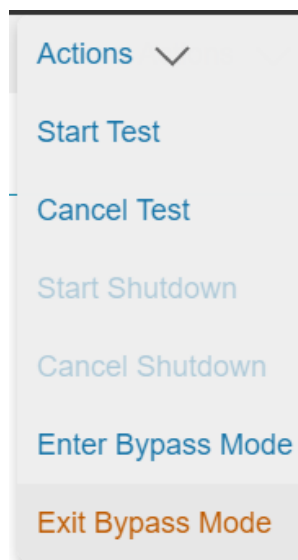 Actions
Start Test
Cancel Test
Start Shutdown
Cancel Shutdown
Enter Bypass Mode
Exit Bypass Mode